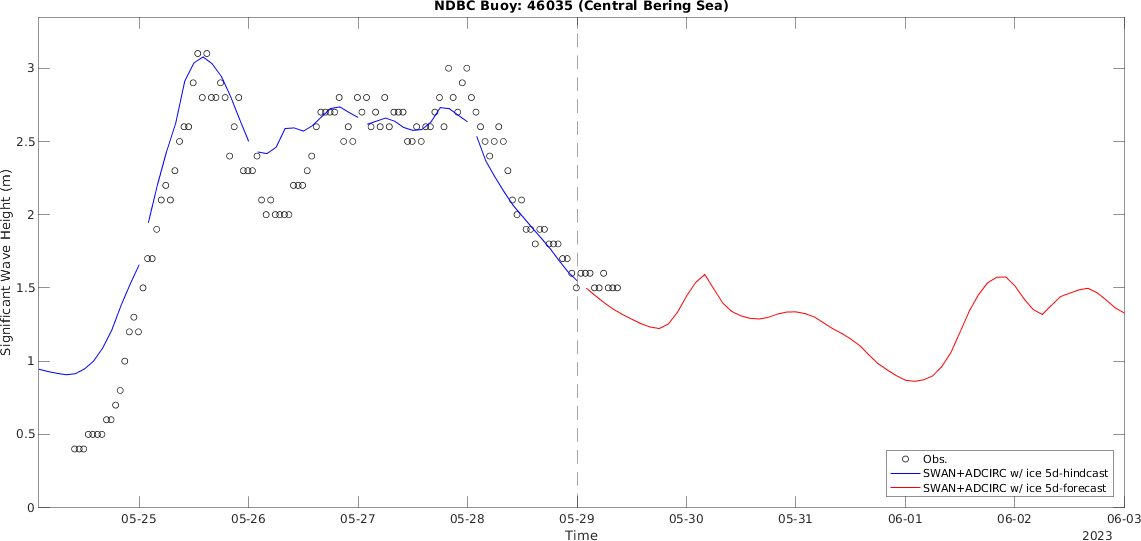 NDBC Buoy: 46035 (Central Bering Sea)
Significant Wave Height (m)
3
2.5
2
1.5
1
0.5
0
Obs.
SWAN+ADCIRC w/ ice 5d-hindcast
SWAN+ADCIRC w/ ice 5d-forecast
05-25 05-26 05-27 05-28 05-29 05-30 05-31 06-01 06-02 06-03
Time
2023